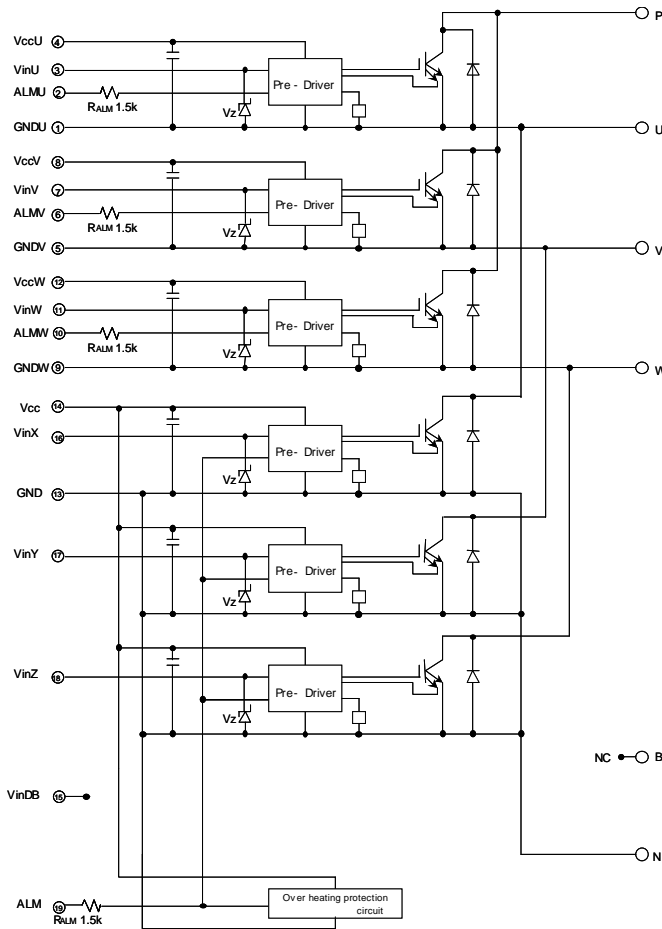 P
VccU 4
VinU 3
Pre- Driver
ALMU 2
RALM 1.5k
Vz
GNDU 1
U
VccV 8
VinV 7
Pre- Driver
ALMV 6
RALM 1.5k
Vz
GNDV 5
V
VccW 12
VinW 11
Pre- Driver
ALMW 10
RALM 1.5k
Vz
GNDW 9
W
Vcc 14
VinX 16
Pre- Driver
Vz
GND 13
VinY 17
Pre- Driver
Vz
VinZ 18
Pre- Driver
Vz
NC B
VinDB 15
N
Over heating protection
circuit
ALM 19
RALM 1.5k